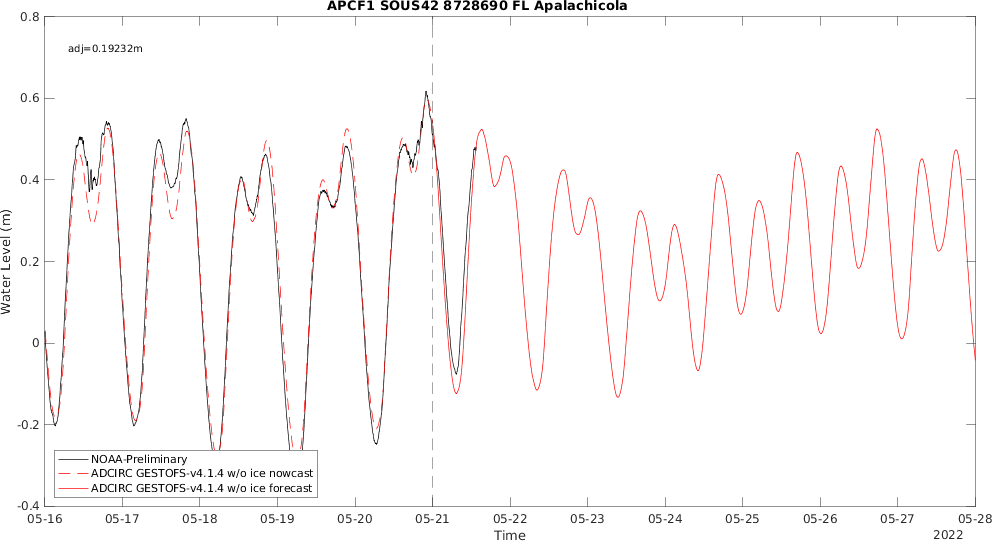 APCF1 SOUS42 8728690 FL Apalachicola
0.8
adj=0.19232m
0.6
0.4
Water Level (m)
0.2
0
-0.2
NOAA-Preliminary
ADCIRC GESTOFS-v4.1.4 w/o ice nowcast
ADCIRC GESTOFS-v4.1.4 w/o ice forecast
-0.4
05-16 05-17 05-18 05-19 05-20 05-21 05-22 05-23 05-24 05-25 05-26 05-27 05-28
Time
2022